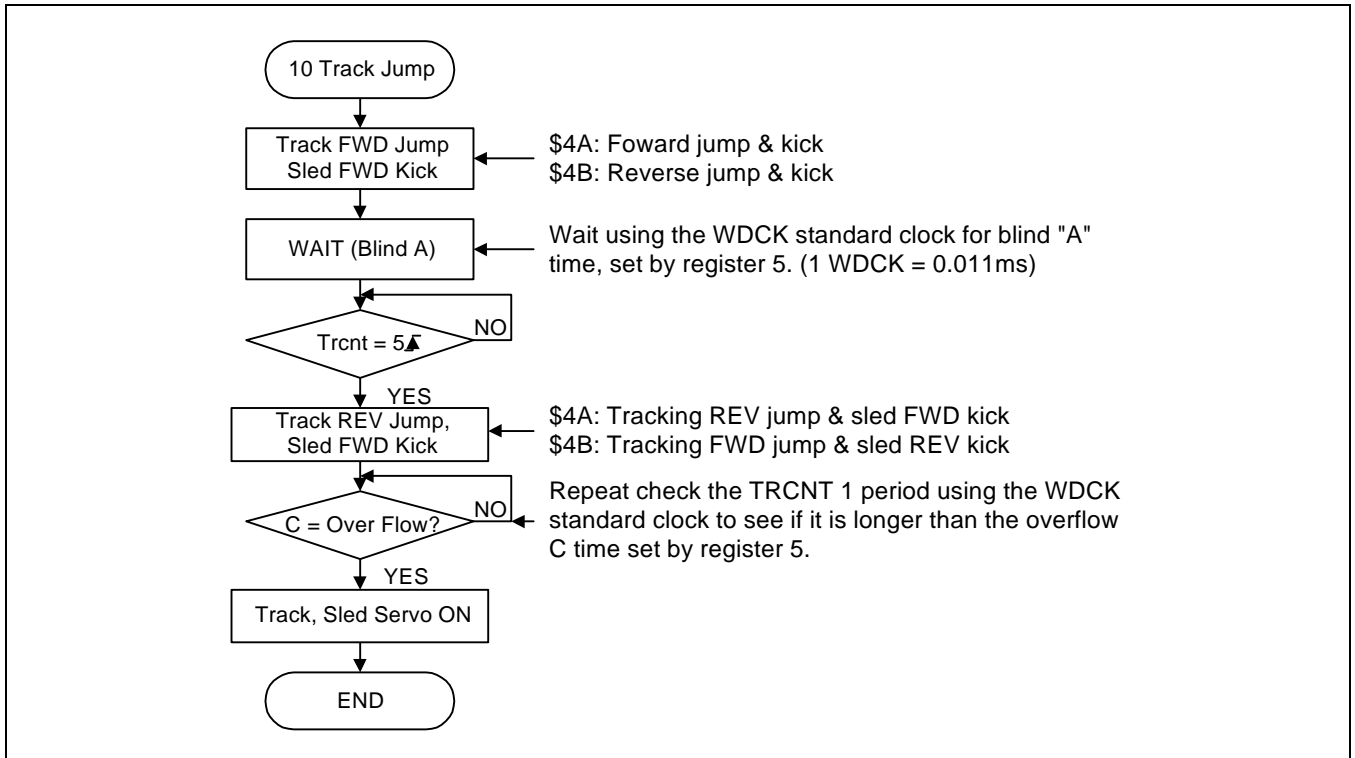 10 Track Jump
Track FWD Jump
Sled FWD Kick
$4A: Foward jump & kick
$4B: Reverse jump & kick
WAIT (Blind A)
Wait using the WDCK standard clock for blind "A"
time, set by register 5. (1 WDCK = 0.011ms)
Trcnt = 5
NO
YES
Track REV Jump,
Sled FWD Kick
$4A: Tracking REV jump & sled FWD kick
$4B: Tracking FWD jump & sled REV kick
C = Over Flow?
NO
Repeat check the TRCNT 1 period using the WDCK
standard clock to see if it is longer than the overflow
C time set by register 5.
YES
Track, Sled Servo ON
END